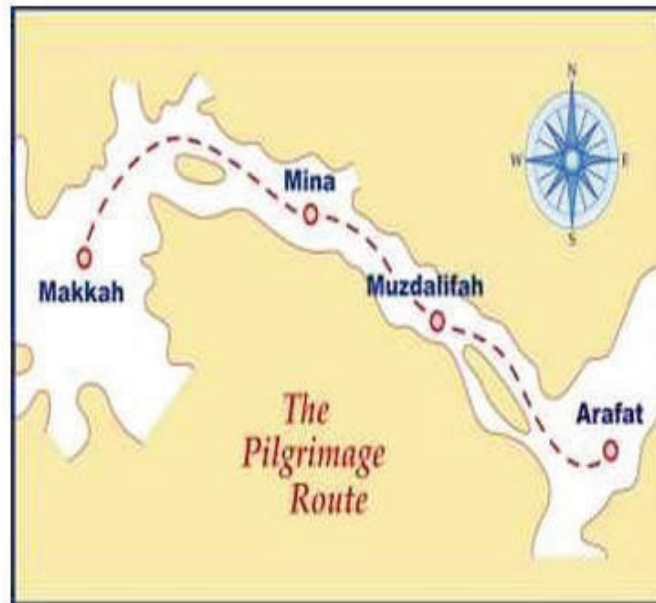 N
W E
S
Mina
Makkah
Muzdalifah
Arafat
The
Pilgrimage
Route